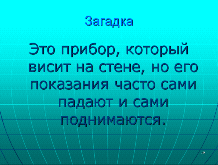 Загадка
Это прибор, который
висит на стене, но его
показания часто сами
падают и сами
поднимаются.